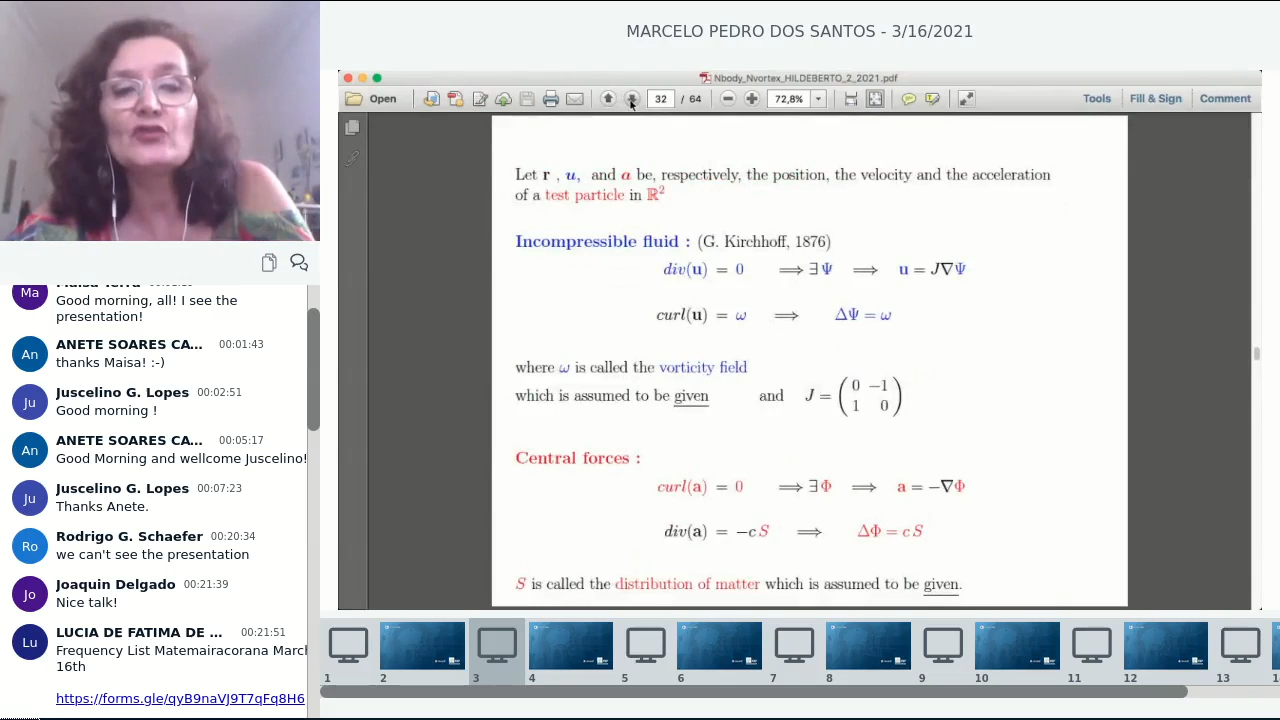 MARCELO PEDRO DOS SANTOS - 3/16/2021
Nbody_Nvortex_HILDEBERTO_2_2021.pdf
Open
32 / 64
72,8%
Tools
Fill & Sign
Comment
Let r , u, and a be, respectively, the position, the velocity and the acceleration
of a test particle in ℝ²
Incompressible fluid : (G. Kirchhoff, 1876)
div(u) = 0 ⟹ ∃ Ψ ⟹ u = J∇Ψ
curl(u) = ω ⟹ ΔΨ = ω
where ω is called the vorticity field
which is assumed to be given and J = ( 0 −1
1 0 )
Central forces :
curl(a) = 0 ⟹ ∃ Φ ⟹ a = −∇Φ
div(a) = −c S ⟹ ΔΦ = c S
S is called the distribution of matter which is assumed to be given.
Ma
Good morning, all! I see the
presentation!
An
ANETE SOARES CA... 00:01:43
thanks Maisa! :-)
Ju
Juscelino G. Lopes 00:02:51
Good morning !
An
ANETE SOARES CA... 00:05:17
Good Morning and wellcome Juscelino!
Ju
Juscelino G. Lopes 00:07:23
Thanks Anete.
Ro
Rodrigo G. Schaefer 00:20:34
we can't see the presentation
Jo
Joaquin Delgado 00:21:39
Nice talk!
Lu
LUCIA DE FATIMA DE ... 00:21:51
Frequency List Matemairacorana March
16th
https://forms.gle/qyB9naVJ9T7qFq8H6
1 2 3 4 5 6 7 8 9 10 11 12 13